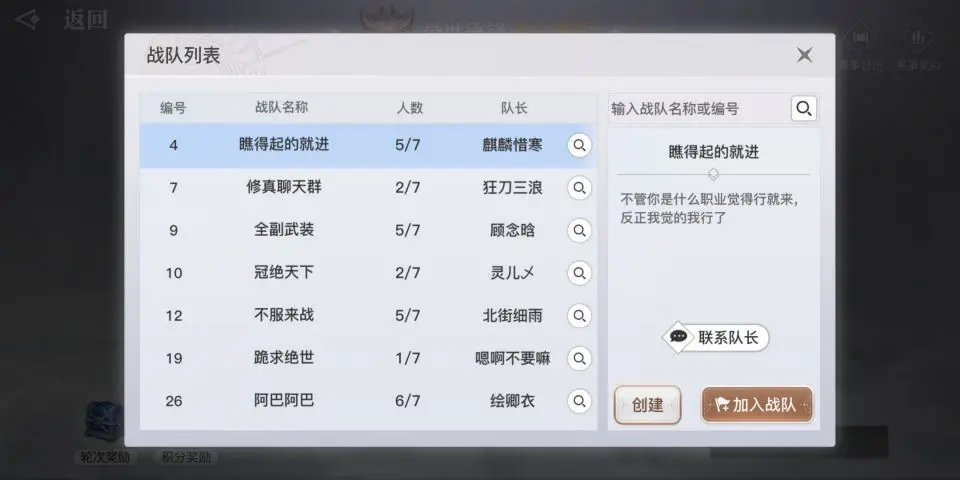 返回
战队列表
编号 战队名称 人数 队长
4 瞧得起的就进 5/7 麒麟惜寒
7 修真聊天群 2/7 狂刀三浪
9 全副武装 5/7 顾念晗
10 冠绝天下 2/7 灵儿メ
12 不服来战 5/7 北街细雨
19 跪求绝世 1/7 嗯啊不要嘛
26 阿巴阿巴 6/7 绘卿衣
输入战队名称或编号
瞧得起的就进
不管你是什么职业觉得行就来,
反正我觉的我行了
联系队长
创建
加入战队
轮次奖励
积分奖励